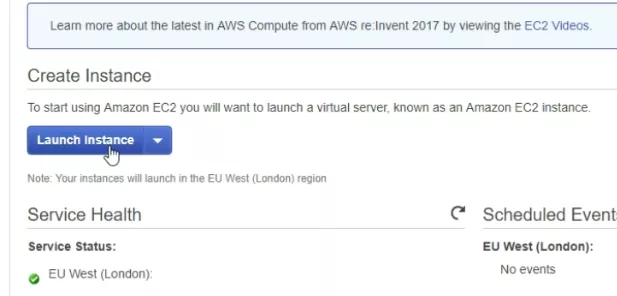 Learn more about the latest in AWS Compute from AWS re:Invent 2017 by viewing the EC2 Videos.
Create Instance
To start using Amazon EC2 you will want to launch a virtual server, known as an Amazon EC2 instance.
Launch Instance
Note: Your instances will launch in the EU West (London) region
Service Health
Scheduled Event
Service Status:
EU West (London):
EU West (London):
No events